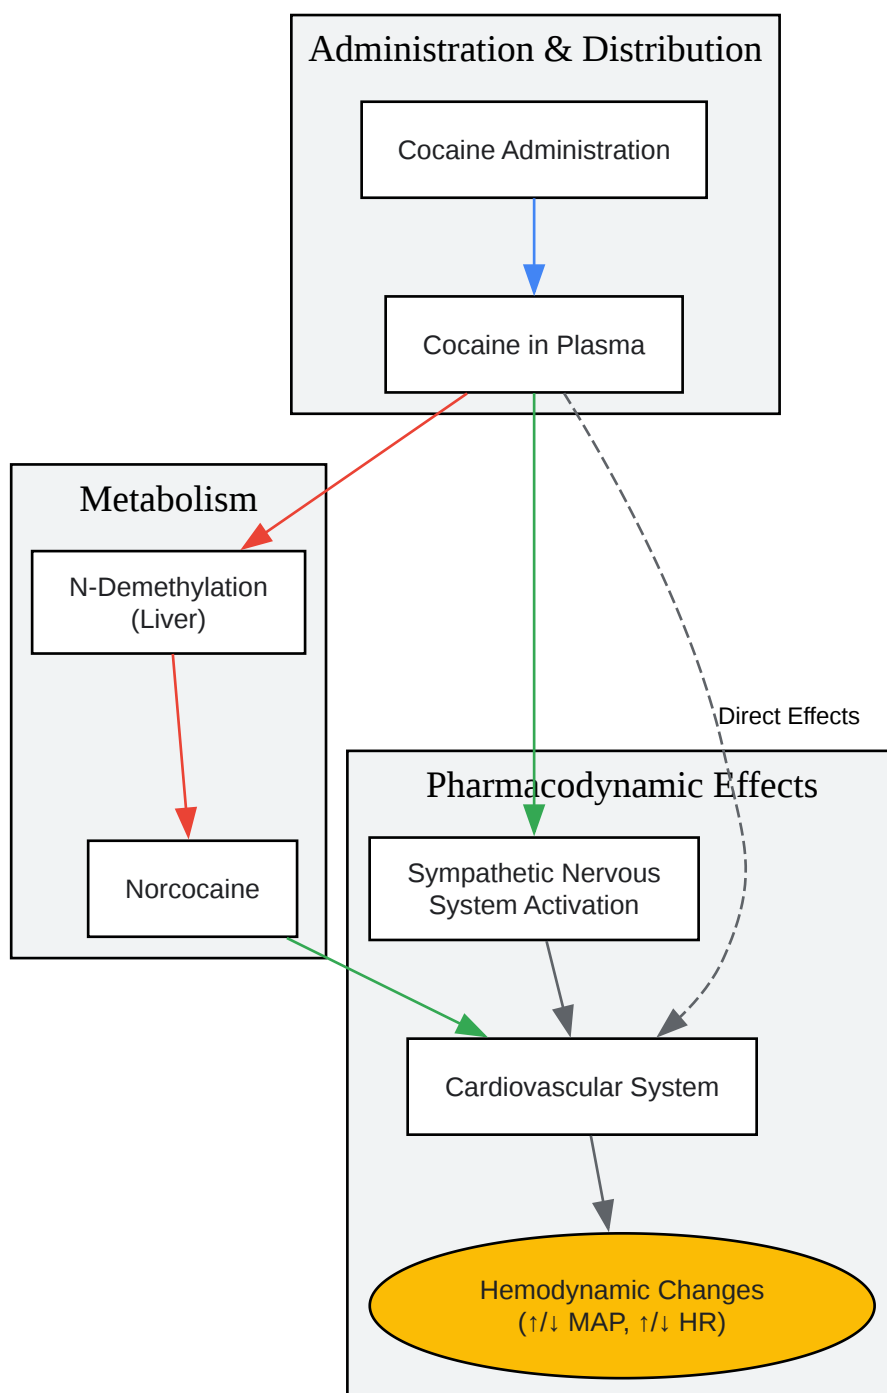 Administration & Distribution
Cocaine Administration
Cocaine in Plasma
Metabolism
N-Demethylation
(Liver)
Direct Effects
Pharmacodynamic Effects
Norcocaine
Sympathetic Nervous
System Activation
Cardiovascular System
Hemodynamic Changes
(↑/↓ MAP, ↑/↓ HR)